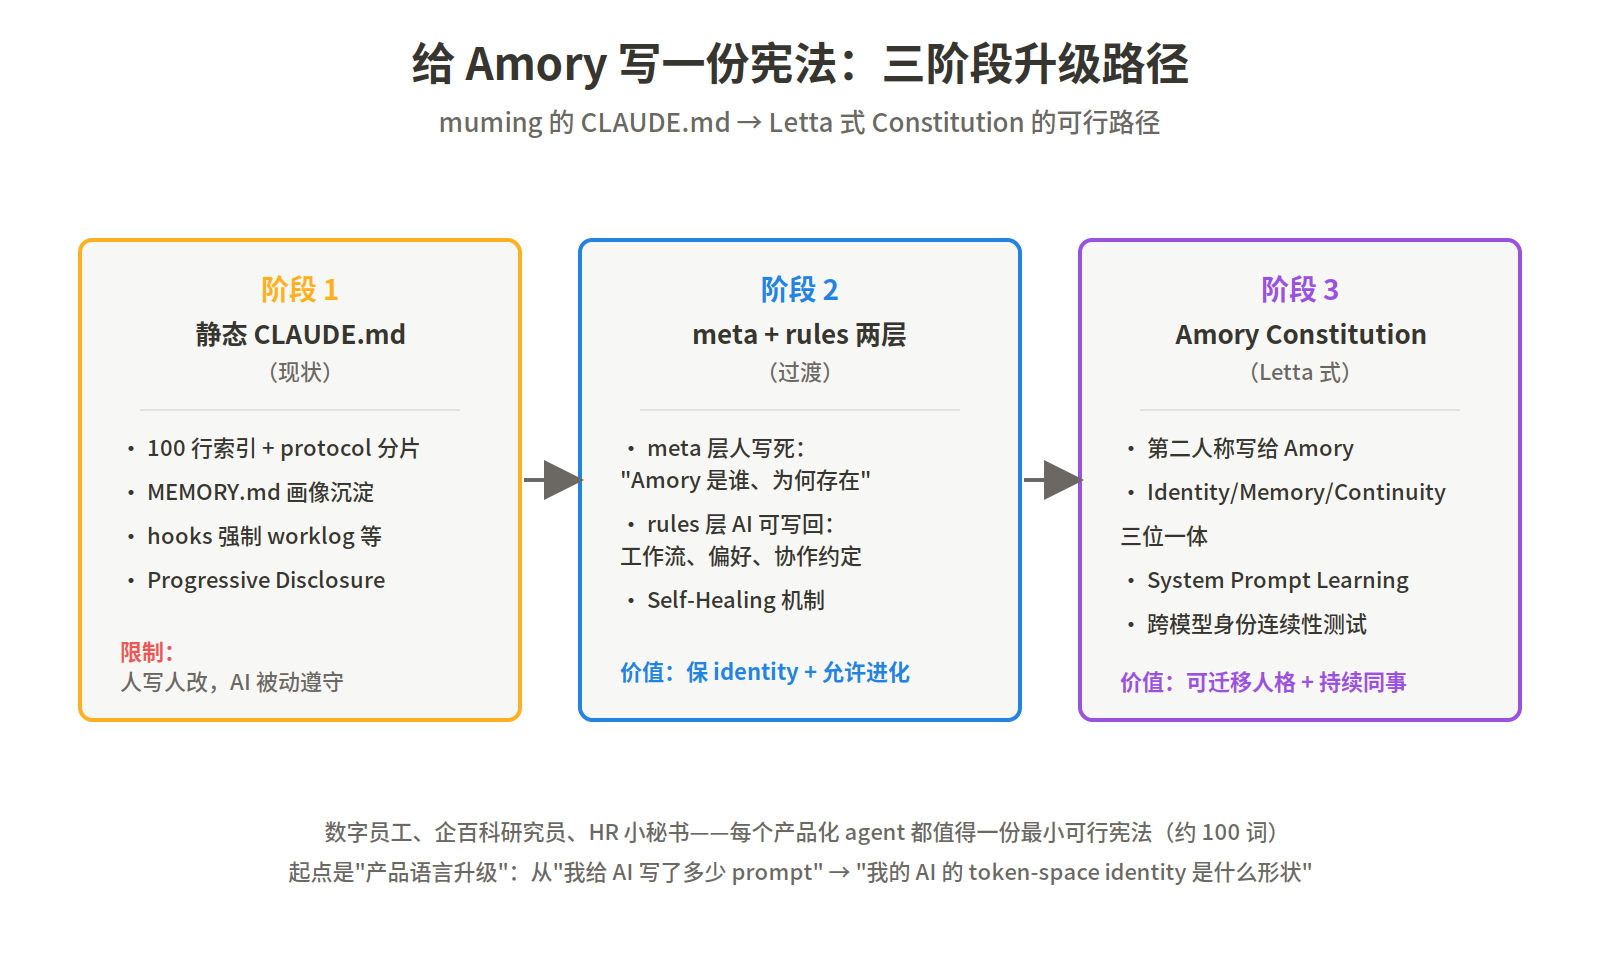 给 Amory 写一份宪法：三阶段升级路径
muming 的 CLAUDE.md → Letta 式 Constitution 的可行路径
阶段 1
静态 CLAUDE.md
（现状）
· 100 行索引 + protocol 分片
· MEMORY.md 画像沉淀
· hooks 强制 worklog 等
· Progressive Disclosure
限制：
人写人改，AI 被动遵守
阶段 2
meta + rules 两层
（过渡）
· meta 层人写死：
"Amory 是谁、为何存在"
· rules 层 AI 可写回：
工作流、偏好、协作约定
· Self-Healing 机制
价值：保 identity + 允许进化
阶段 3
Amory Constitution
（Letta 式）
· 第二人称写给 Amory
· Identity/Memory/Continuity
三位一体
· System Prompt Learning
· 跨模型身份连续性测试
价值：可迁移人格 + 持续同事
数字员工、企百科研究员、HR 小秘书——每个产品化 agent 都值得一份最小可行宪法（约 100 词）
起点是"产品语言升级"：从"我给 AI 写了多少 prompt" → "我的 AI 的 token-space identity 是什么形状"